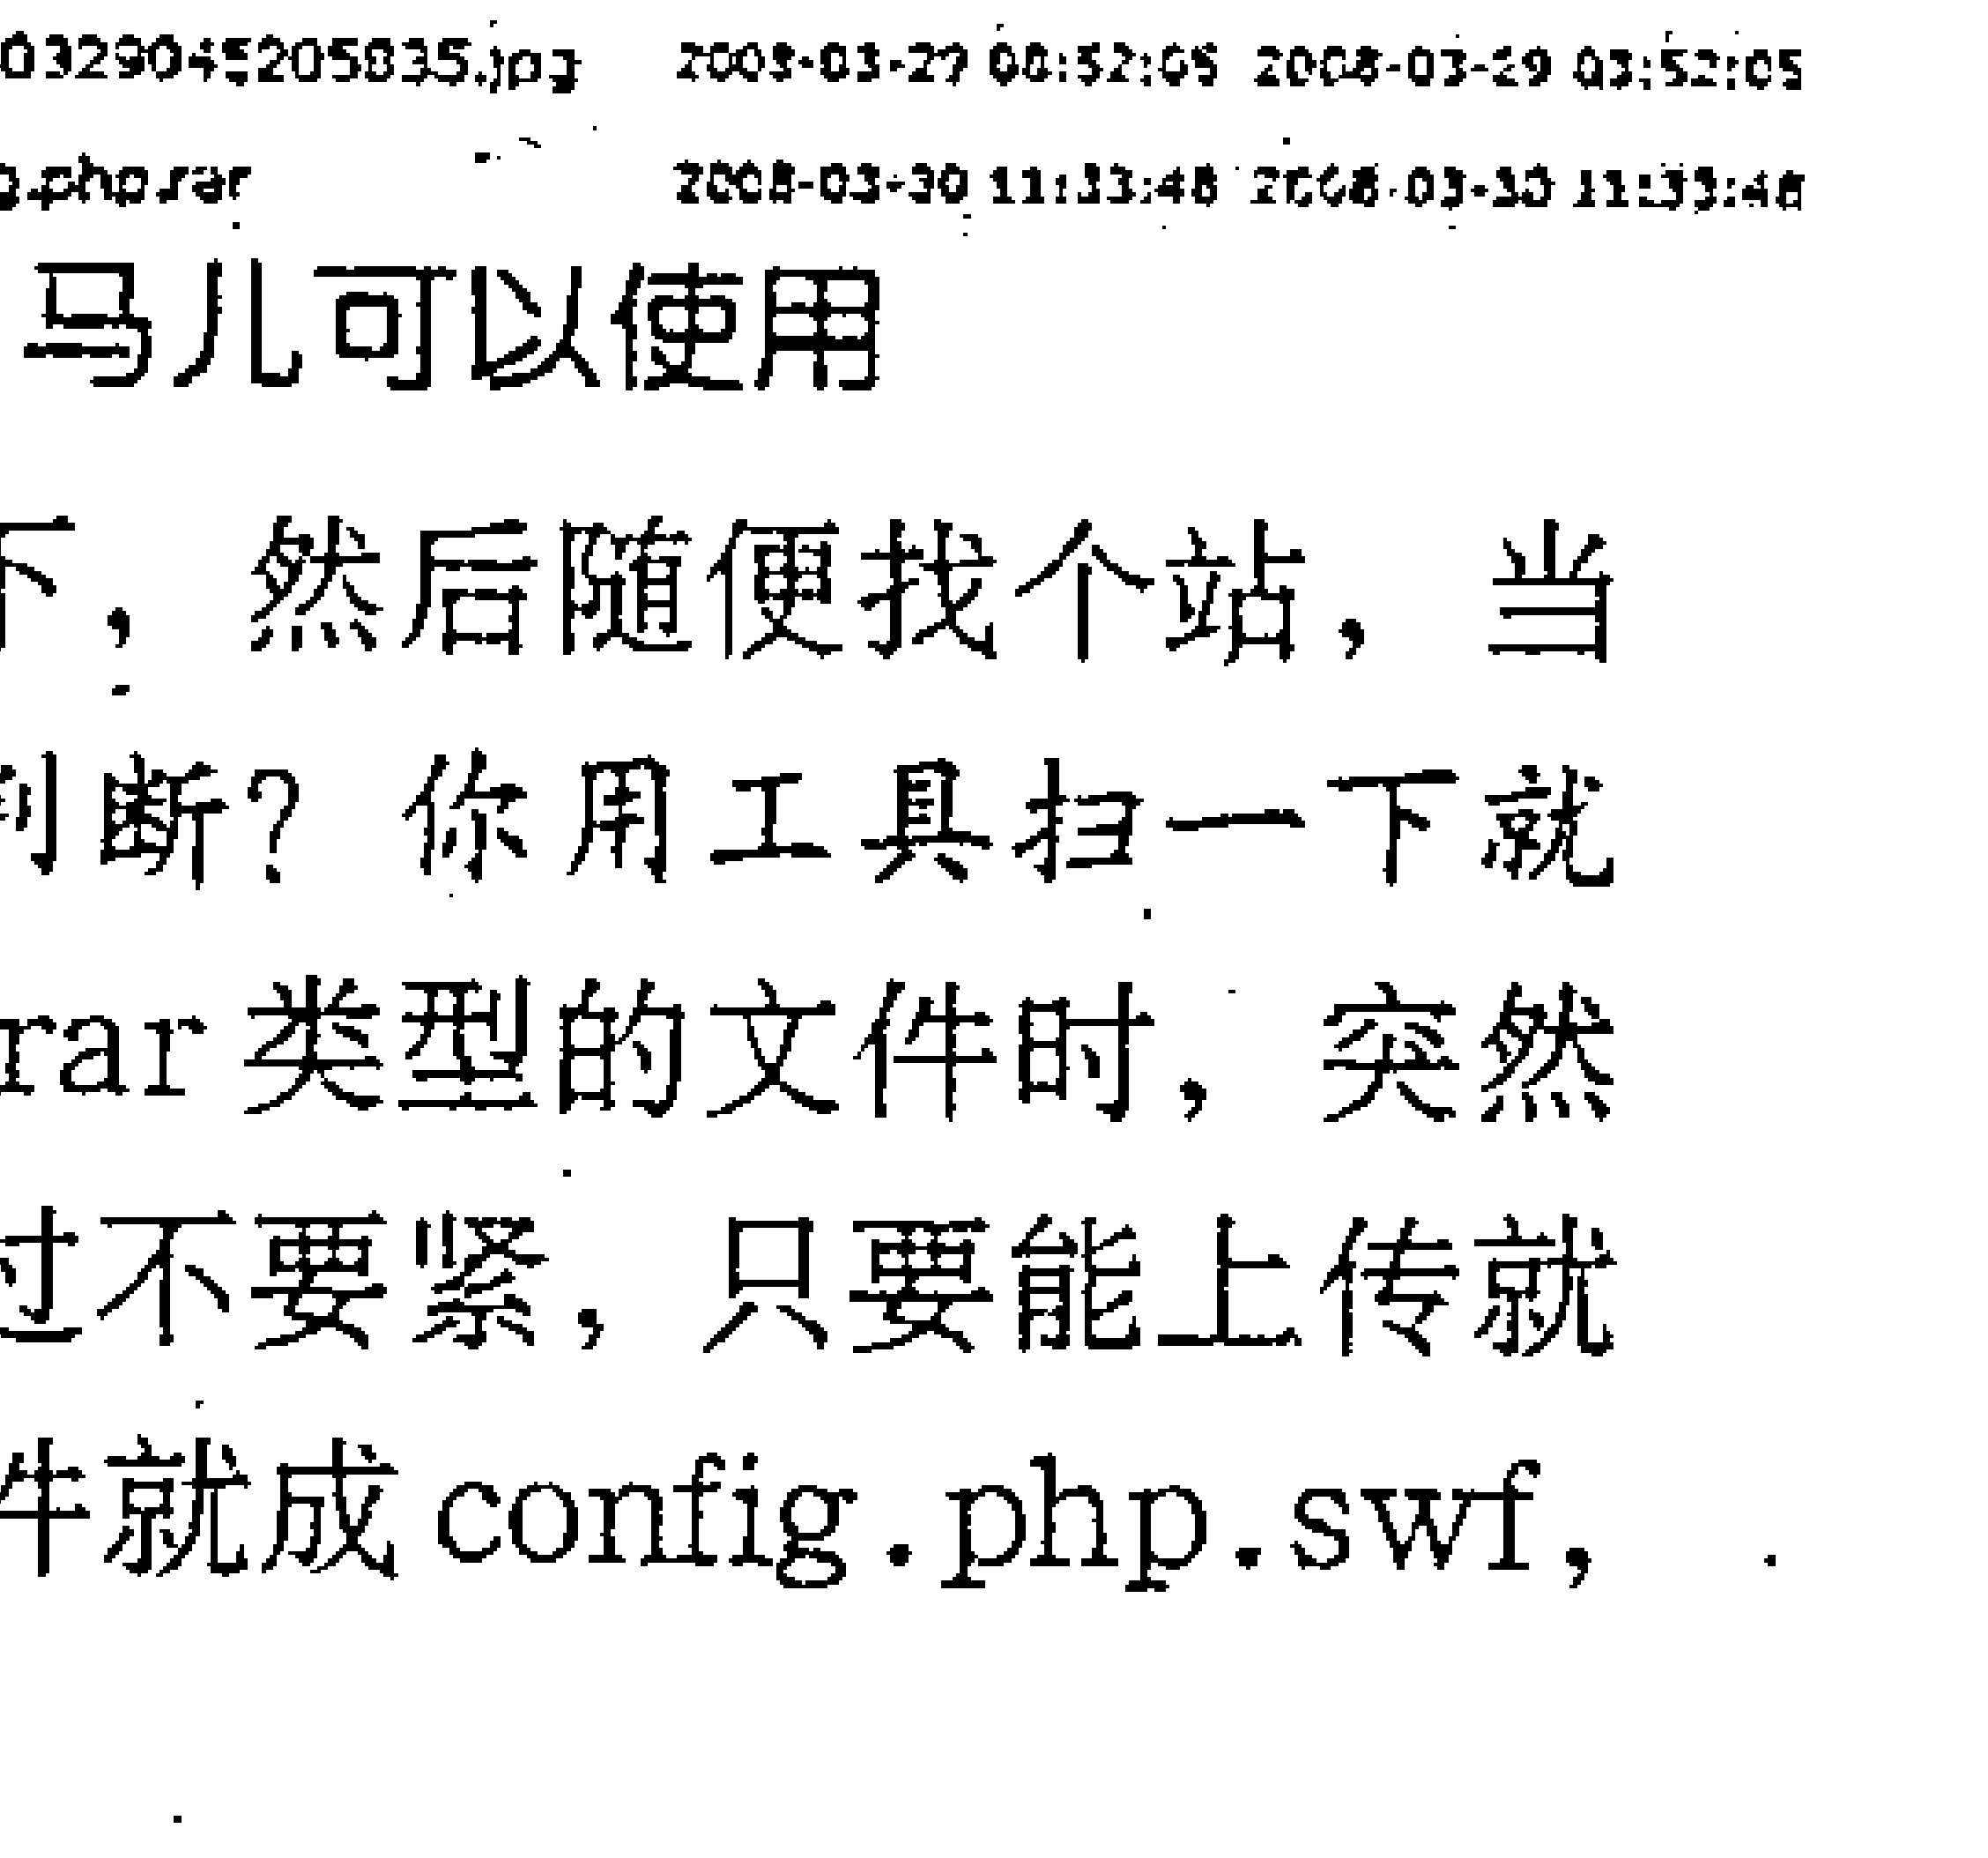 0329045205835.jpg 2008-03-29 08:52:05 2008-03-29 03:52:05
g.php.rar 2008-03-30 11:33:48 2008-03-30 11:33:48
马儿可以使用
下，然后随便找个站，当
判断？你用工具扫一下就
rar类型的文件时，突然
过不要紧，只要能上传就
件就成config.php.swf，